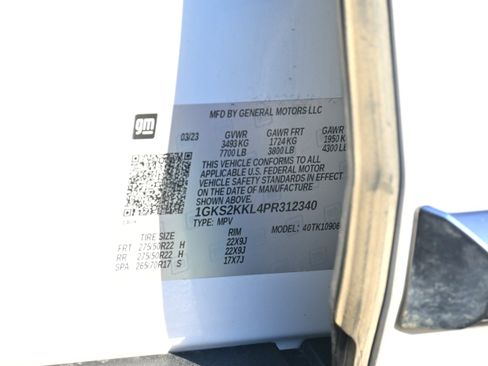 MFD BY GENERAL MOTORS LLC
gm
03/23 GVWR GAWR FRT GAWR
3493 KG 1724 KG 1950 K
7700 LB 3800 LB 4300 LB
THIS VEHICLE CONFORMS TO ALL
APPLICABLE U.S. FEDERAL MOTOR
VEHICLE SAFETY STANDARDS IN EFFECT
ON THE DATE OF MANUFACTURE
SHOWN ABOVE.
1GKS2KKL4PR312340
TYPE: MPV MODEL: 40TK10906
TIRE SIZE RIM
FRT 275/50R22 H 22X9J
RR 275/50R22 H 22X9J
SPA 265/70R17 S 17X7J